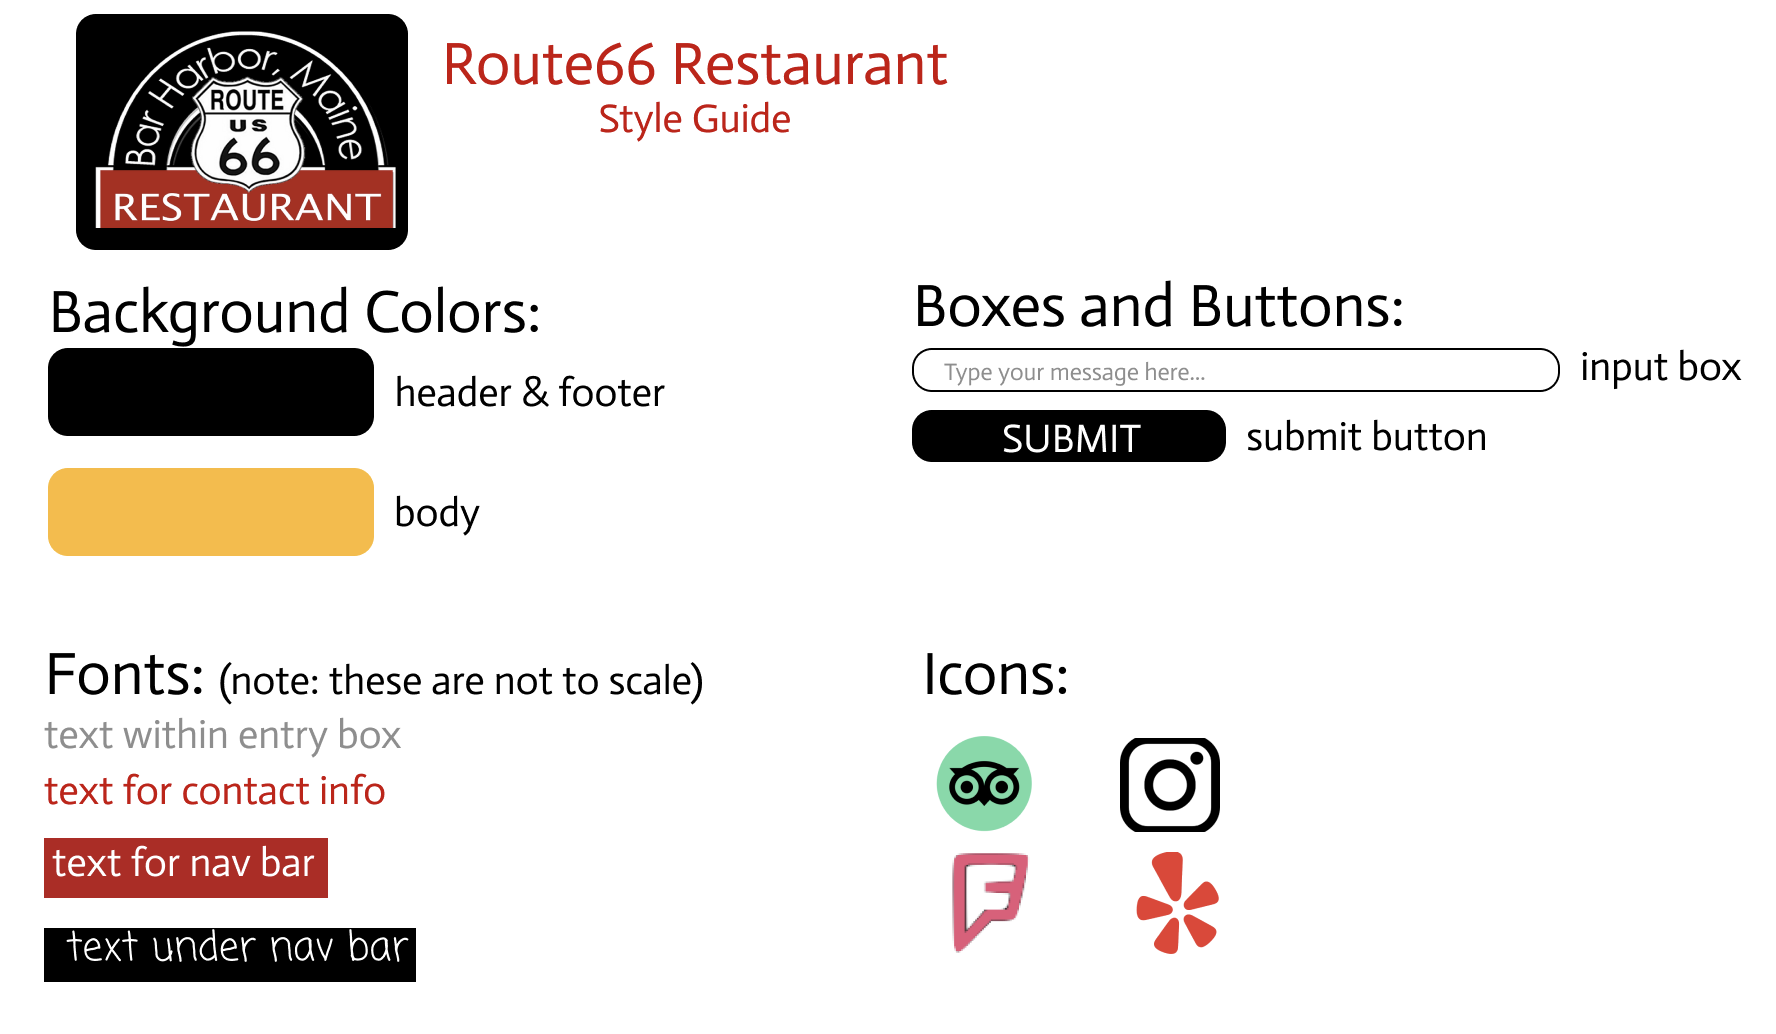 Bar Harbor, Maine
ROUTE
US
66
RESTAURANT
Route66 Restaurant
Style Guide
Background Colors:
header & footer
body
Boxes and Buttons:
Type your message here...
input box
SUBMIT
submit button
Fonts: (note: these are not to scale)
text within entry box
text for contact info
text for nav bar
text under nav bar
Icons: